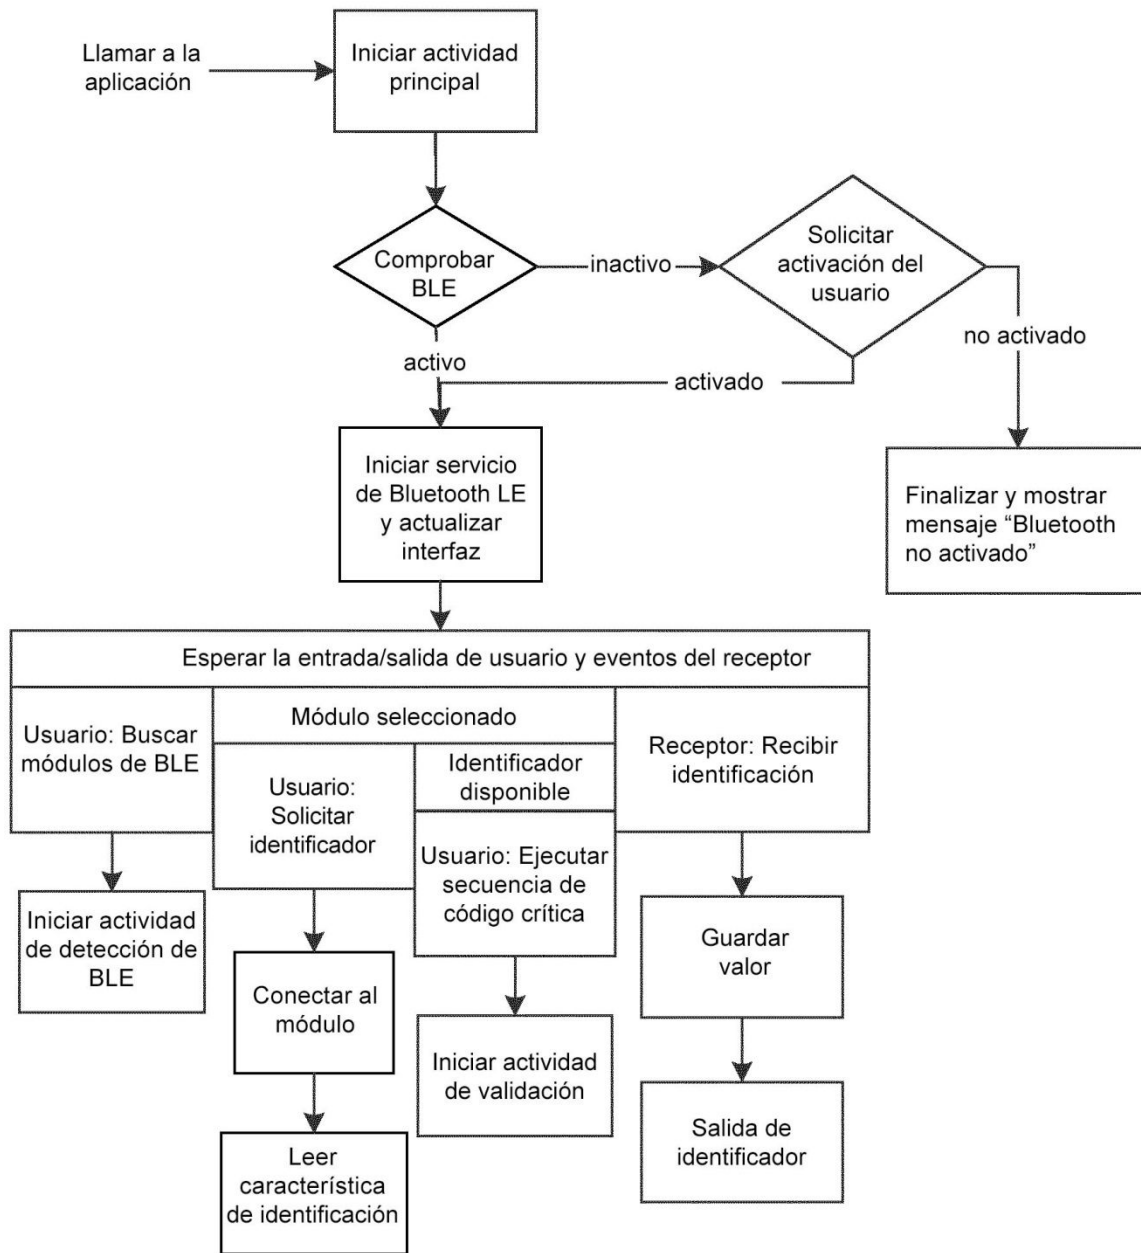 Llamar a la
aplicación
Iniciar actividad
principal
Comprobar
BLE
inactivo
Solicitar
activación del
usuario
no activado
activo
activado
Iniciar servicio
de Bluetooth LE
y actualizar
interfaz
Finalizar y mostrar
mensaje “Bluetooth
no activado”
Esperar la entrada/salida de usuario y eventos del receptor
Usuario: Buscar
módulos de BLE
Módulo seleccionado
Usuario:
Solicitar
identificador
Identificador
disponible
Usuario: Ejecutar
secuencia de
código crítica
Receptor: Recibir
identificación
Iniciar actividad
de detección de
BLE
Conectar al
módulo
Leer
característica
de identificación
Iniciar actividad
de validación
Guardar
valor
Salida de
identificador